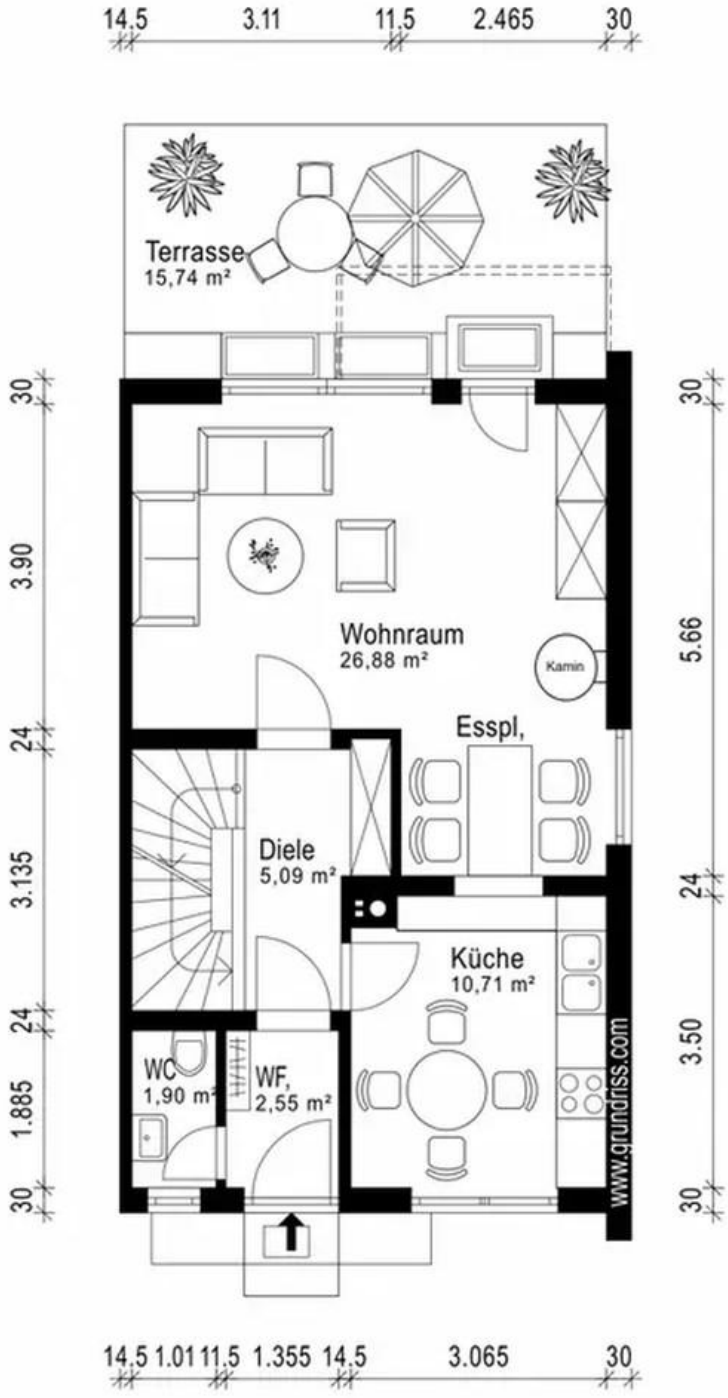 14.5 3.11 11.5 2.465 30
Terrasse
15,74 m²
30
30
3.90
5.66
Wohnraum
26,88 m²
Kamin
Esspl,
24
3.135
Diele
5,09 m²
24
Küche
10,71 m²
24
3.50
WC
1,90 m²
WF,
2,55 m²
1.885
www.grundriss.com
30
30
14.5 1.01 11.5 1.355 14.5 3.065 30